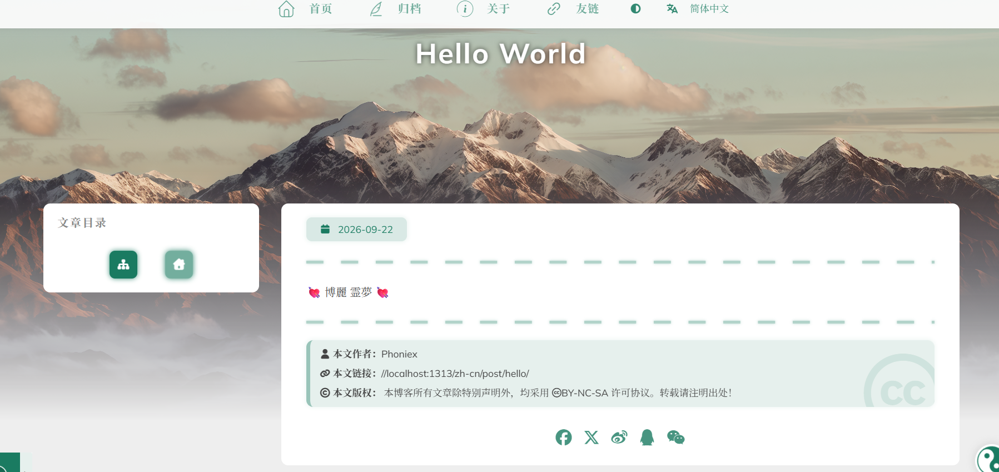 首页 归档 关于 友链 简体中文
Hello World
文章目录
2026-09-22
💘 博麗 霊夢 💘
本文作者：Phoniex
本文链接：//localhost:1313/zh-cn/post/hello/
本文版权： 本博客所有文章除特别声明外，均采用 BY-NC-SA 许可协议。转载请注明出处！